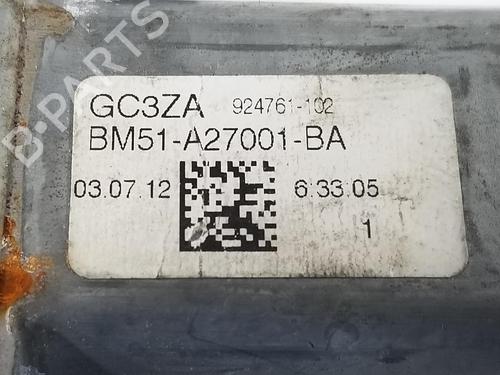 B-PARTS
GC3ZA 924761-102
BM51-A27001-BA
03.07.12 6:33:05
1